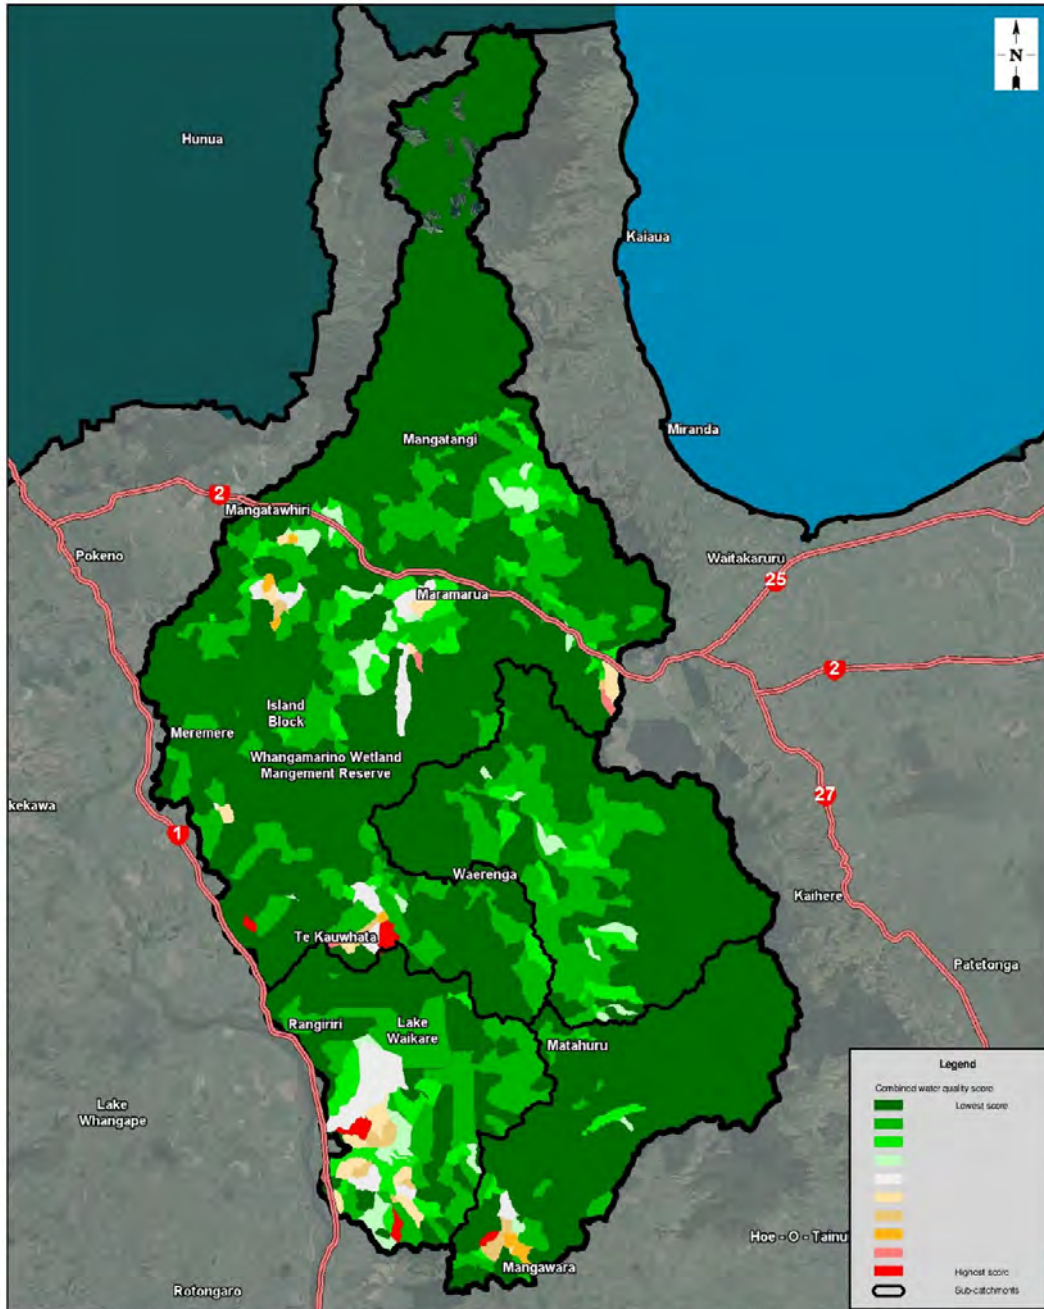 N
Hunua
Kaiaua
Miranda
Mangatangi
2
Mangatawhiri
Pokeno
Waitakaruru
25
Maramarua
2
Island
Block
Meremere
Whangamarino Wetland
Mangement Reserve
27
kekawa
1
Waerenga
Kaihere
Te Kauwhata
Patetonga
Rangiriri
Lake
Waikare
Matahuru
Lake
Whangape
Hoe - O - Tainui
Mangawara
Rotongaro
Legend
Combined water quality score
Lowest score
Highest score
Sub-catchments